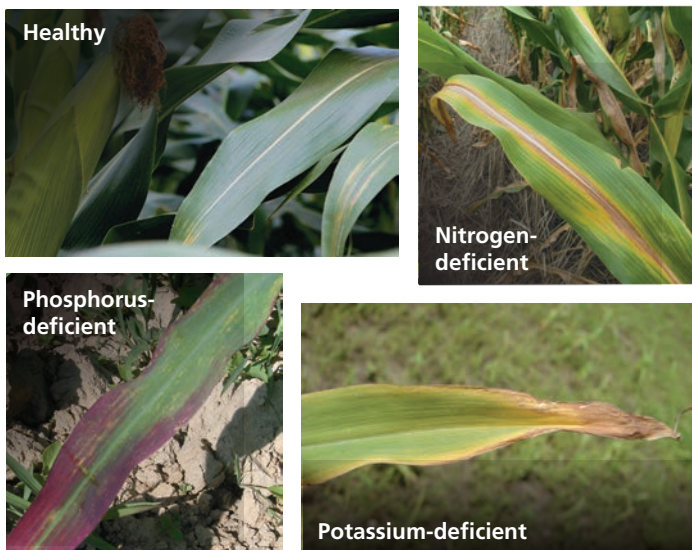 Healthy
Nitrogen-
deficient
Phosphorus-
deficient
Potassium-deficient